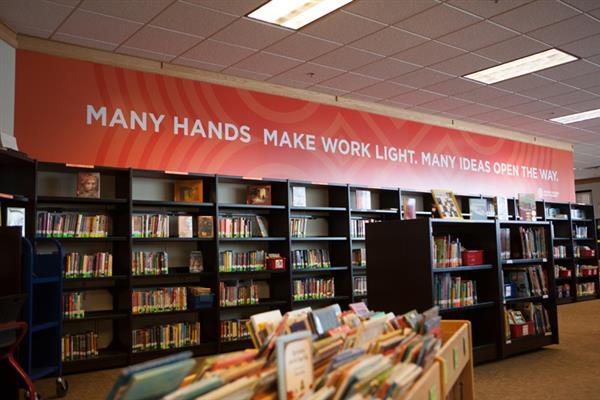 MANY HANDS MAKE WORK LIGHT. MANY IDEAS OPEN THE WAY.